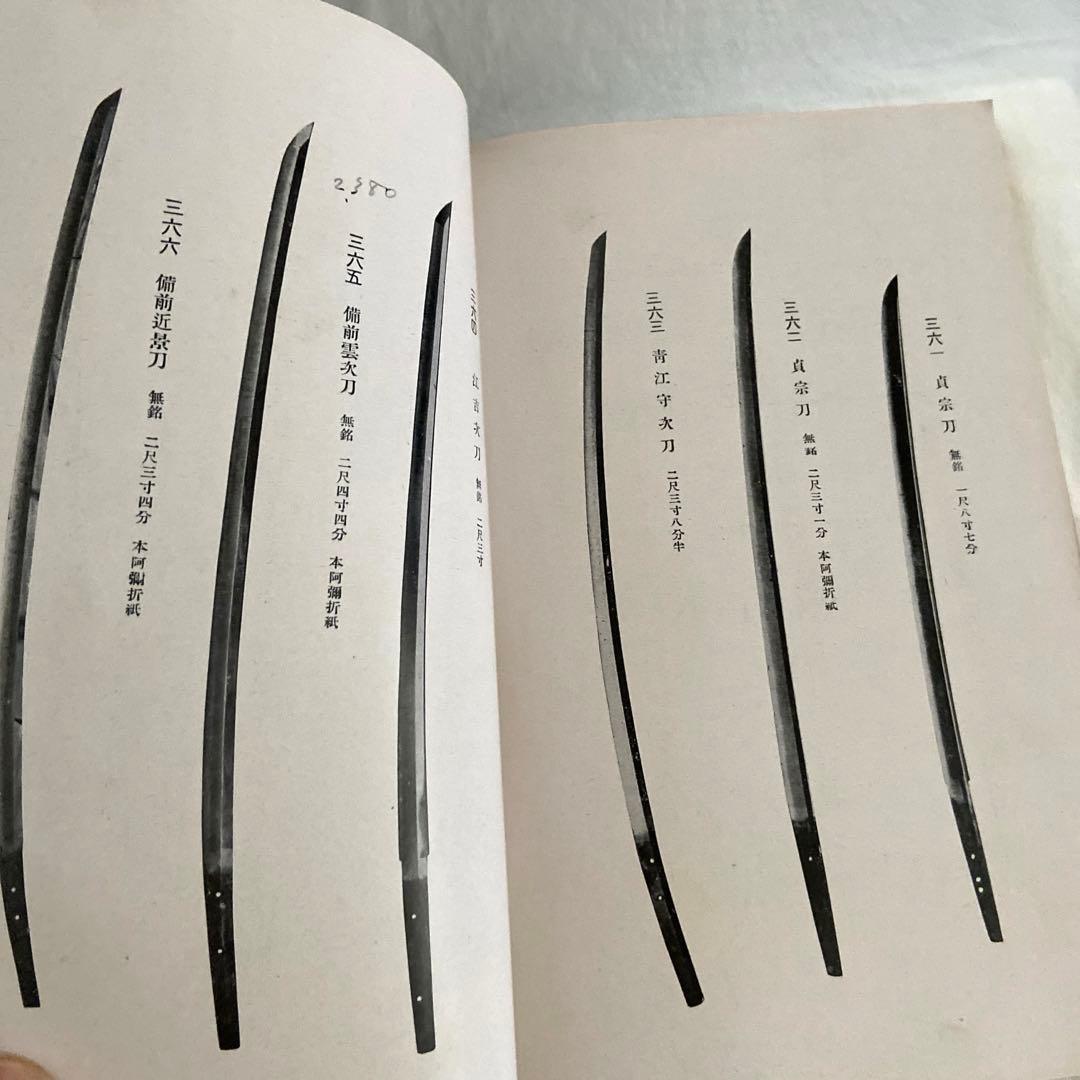 三六一 貞宗刀 無銘 一尺八寸七分
三六二 貞宗刀 無銘 二尺三寸一分 本阿彌折紙
三六三 靑江守次刀 二尺三寸八分半
三六四 江吉次刀 無銘 二尺三寸
三六五 備前雲次刀 無銘 二尺四寸四分 本阿彌折紙
2380
三六六 備前近景刀 無銘 二尺三寸四分 本阿彌折紙